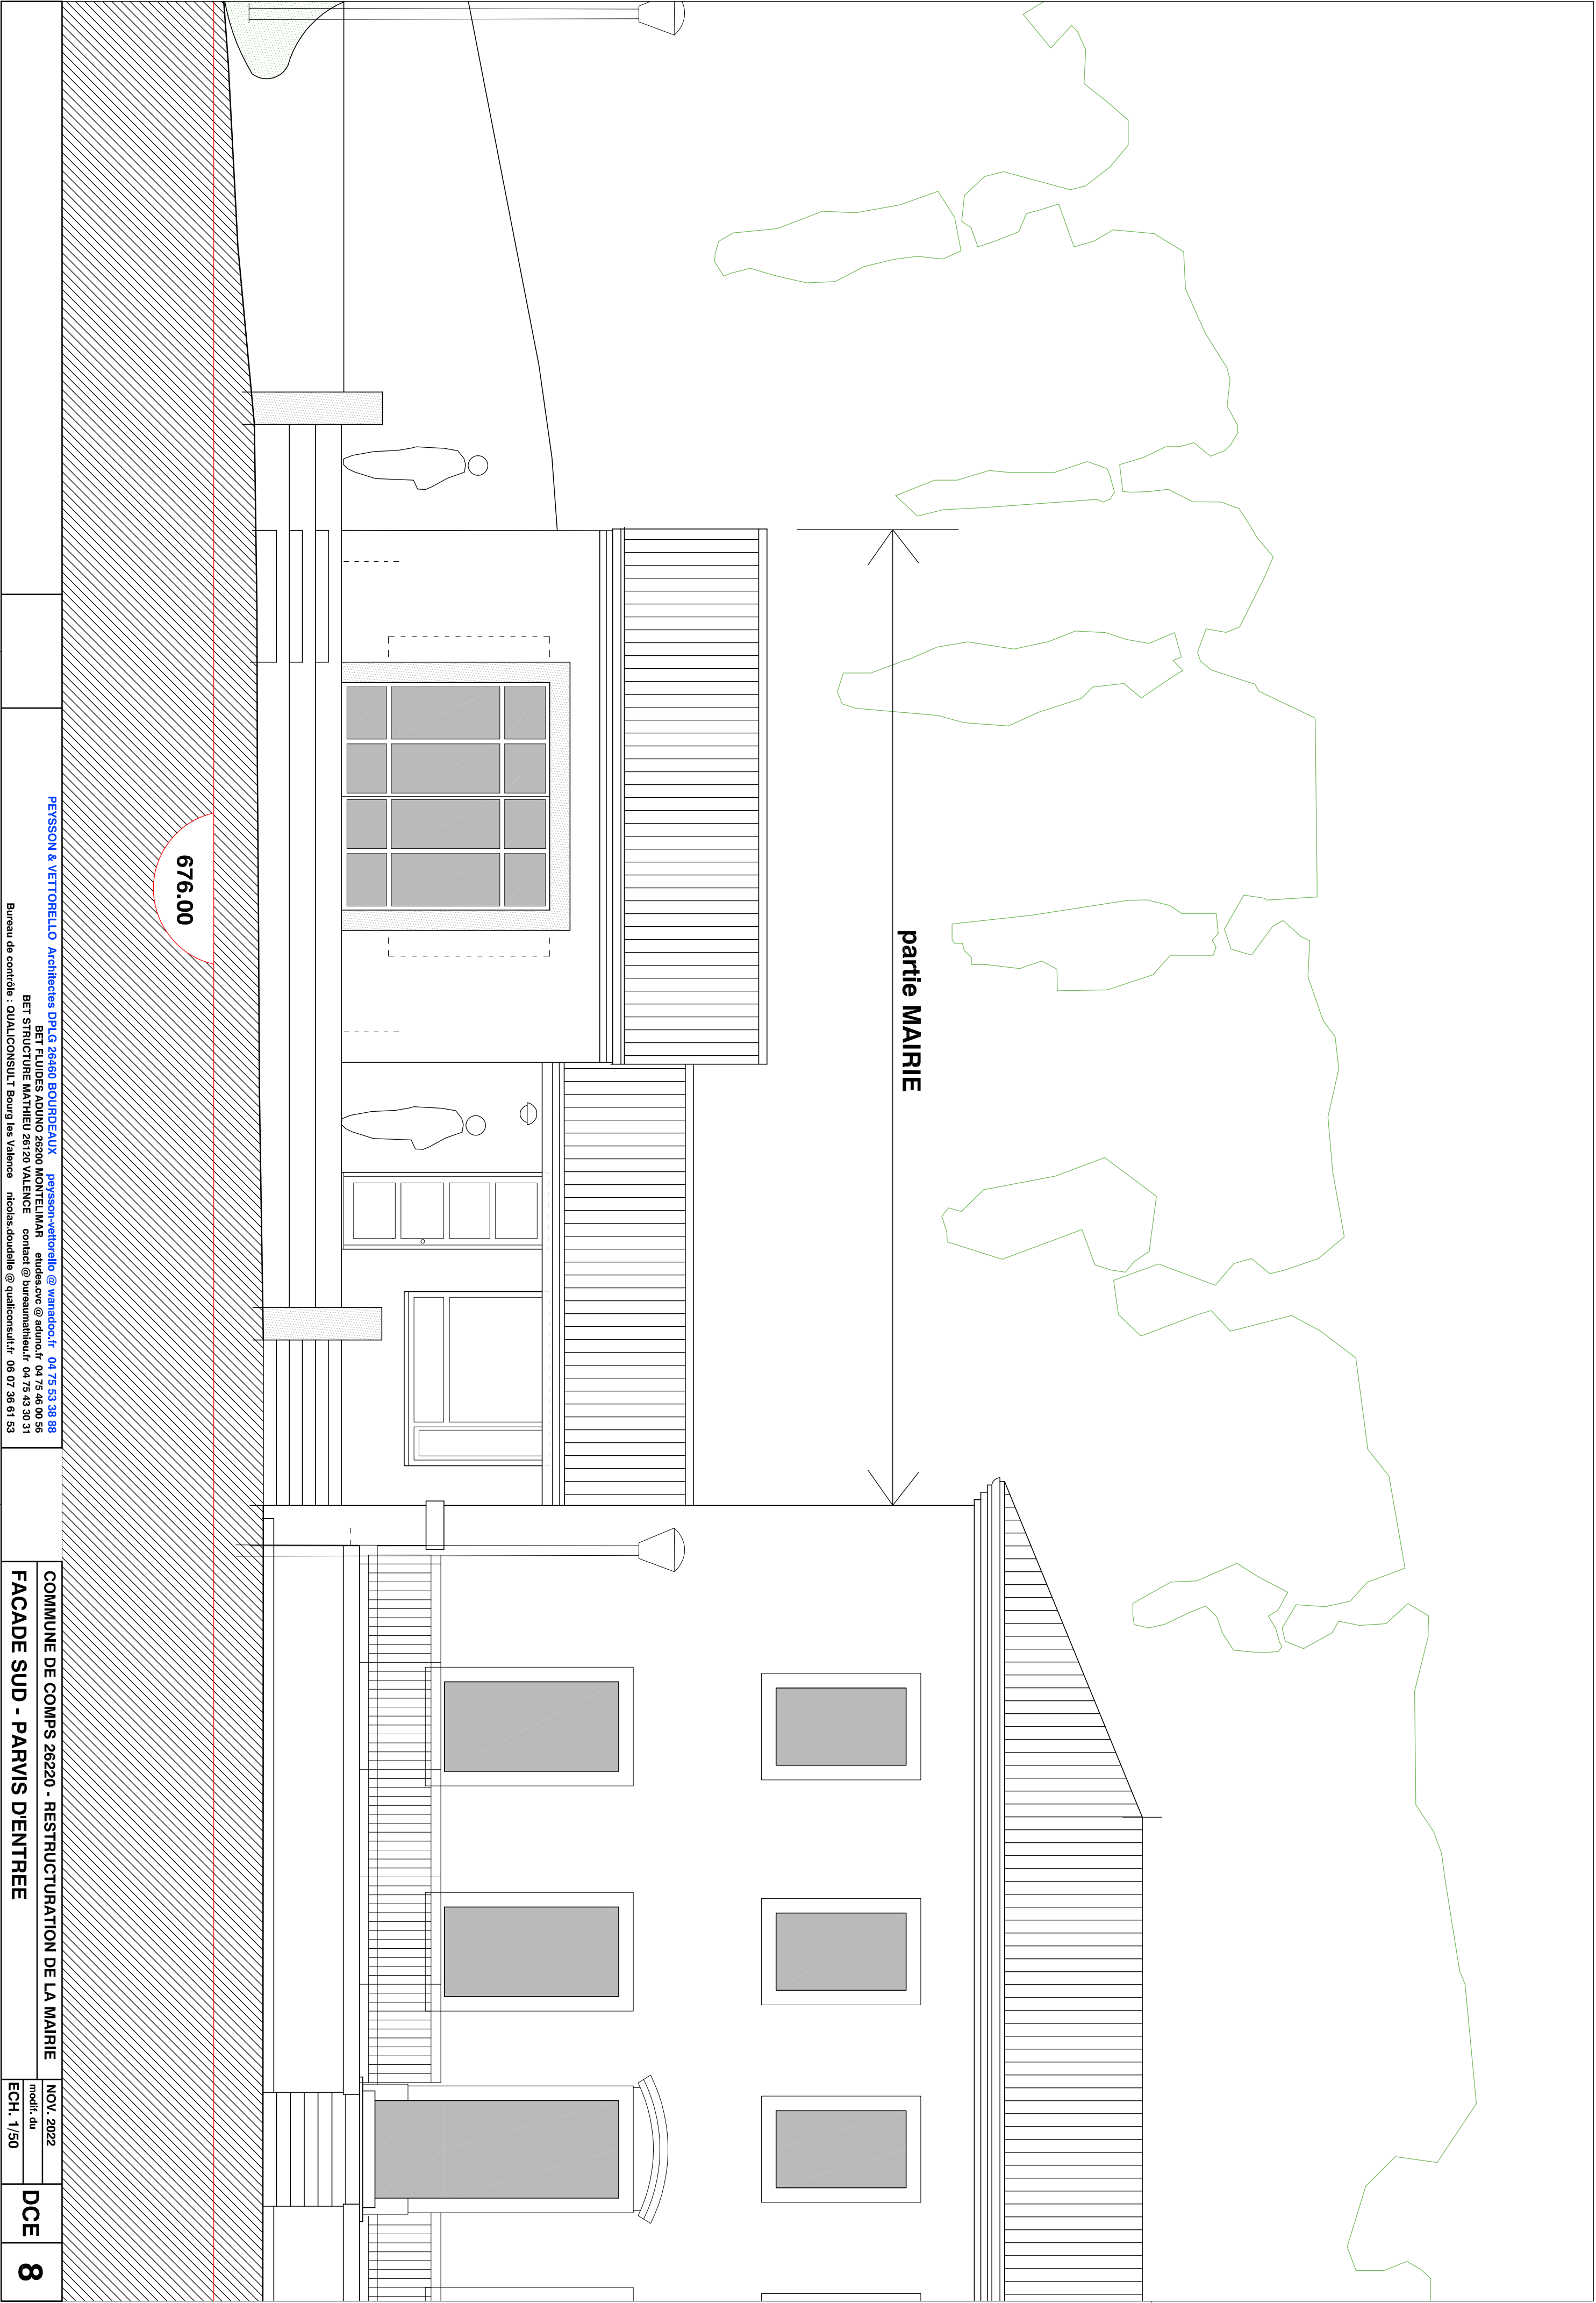 partie MAIRIE
676.00
PEYSSON & VETTORELLO Architectes DPLG 26460 BOURDEAUX peysson-vettorello @ wanadoo.fr 04 75 53 38 88
BET FLUIDES ADUNO 26200 MONTELIMAR etudes.cvc @ aduno.fr 04 75 46 00 56
BET STRUCTURE MATHIEU 26120 VALENCE contact @ bureaumathieu.fr 04 75 43 30 31
Bureau de contrôle : QUALICONSULT Bourg les Valence nicolas.doudelle @ qualiconsult.fr 06 07 36 61 53
COMMUNE DE COMPS 26220 - RESTRUCTURATION DE LA MAIRIE
FACADE SUD - PARVIS D'ENTREE
NOV. 2022
modif. du
ECH. 1/50
DCE
8